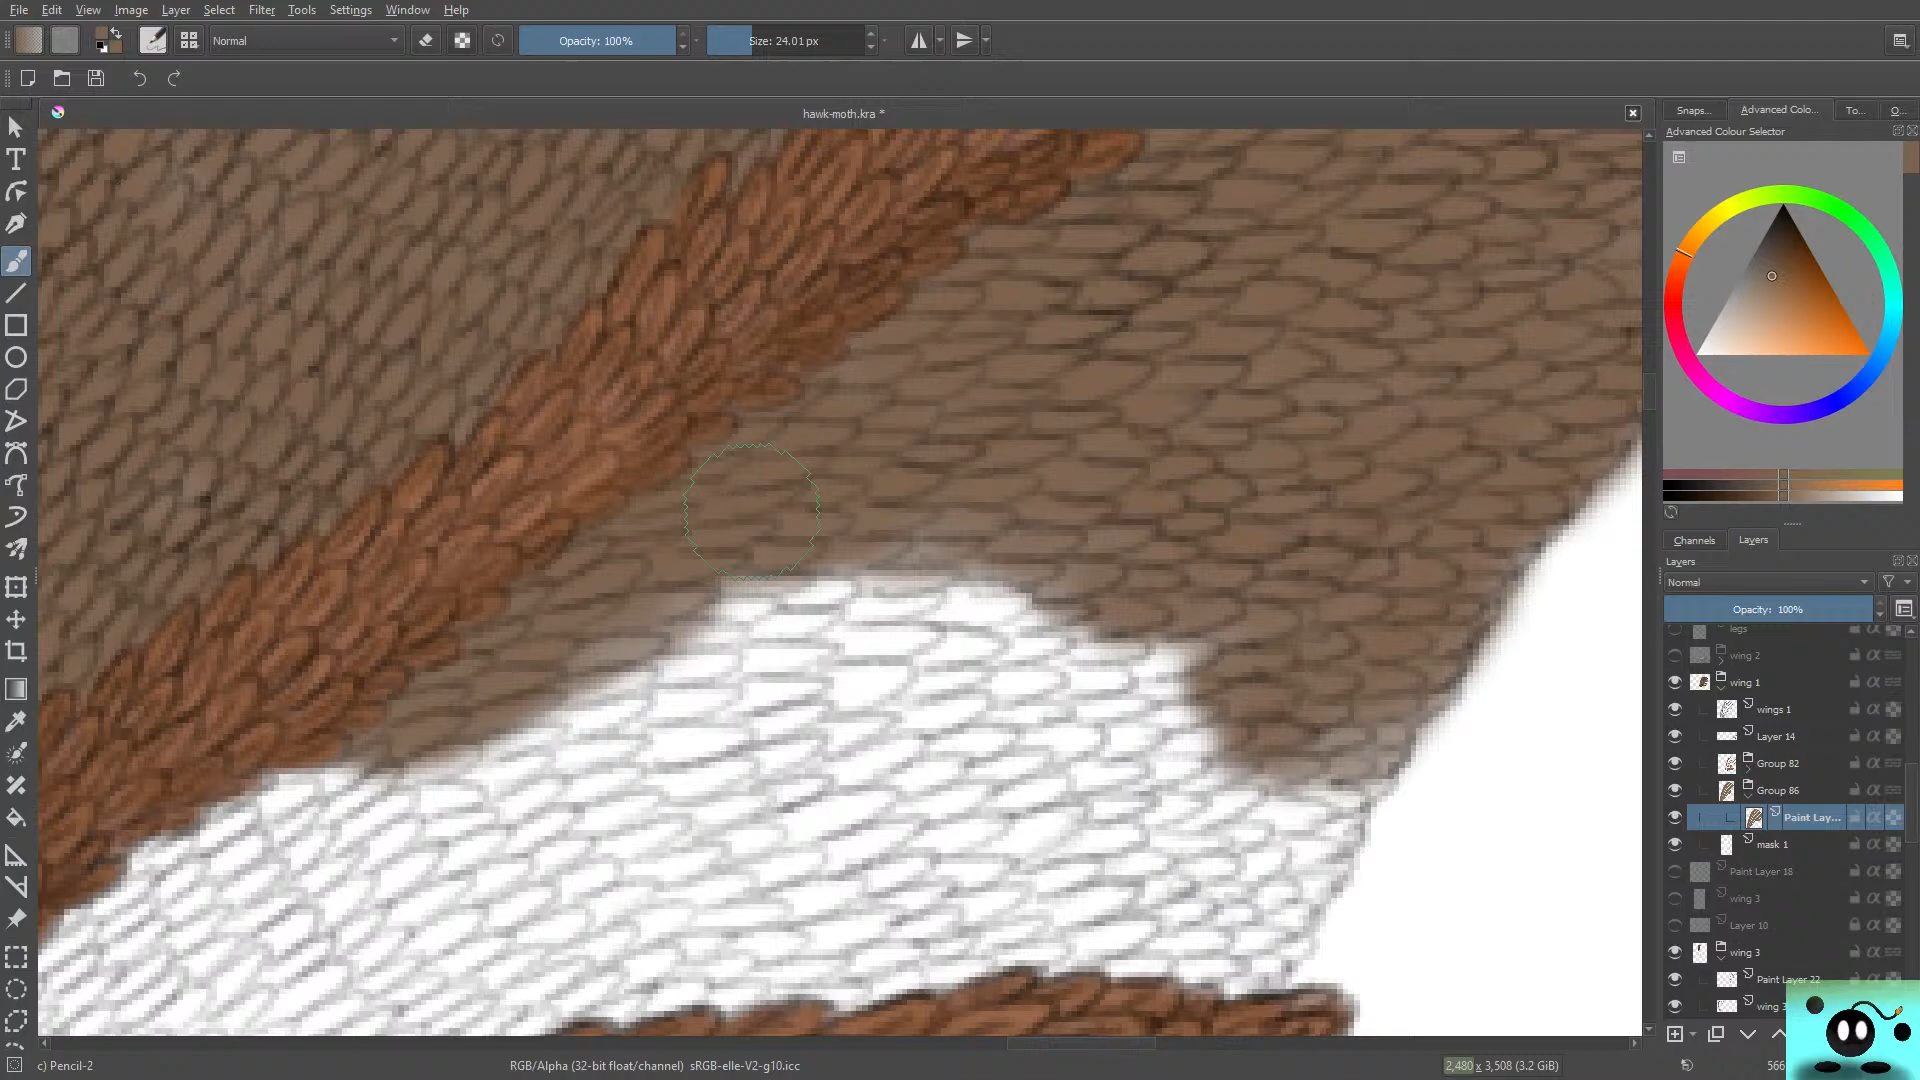 File Edit View Image Layer Select Filter Tools Settings Window Help
Normal Opacity: 100% Size: 24.01 px
hawk-moth.kra *
Snaps... Advanced Colo... To... O...
Advanced Colour Selector
Channels Layers
Layers
Normal
Opacity: 100%
legs
wing 2
wing 1
wings 1
Layer 14
Group 82
Group 86
Paint Lay...
mask 1
Paint Layer 18
wing 3
Layer 10
wing 3
Paint Layer 22
wing 3
c) Pencil-2 RGB/Alpha (32-bit float/channel) sRGB-elle-V2-g10.icc 2,480 x 3,508 (3.2 GiB) 566